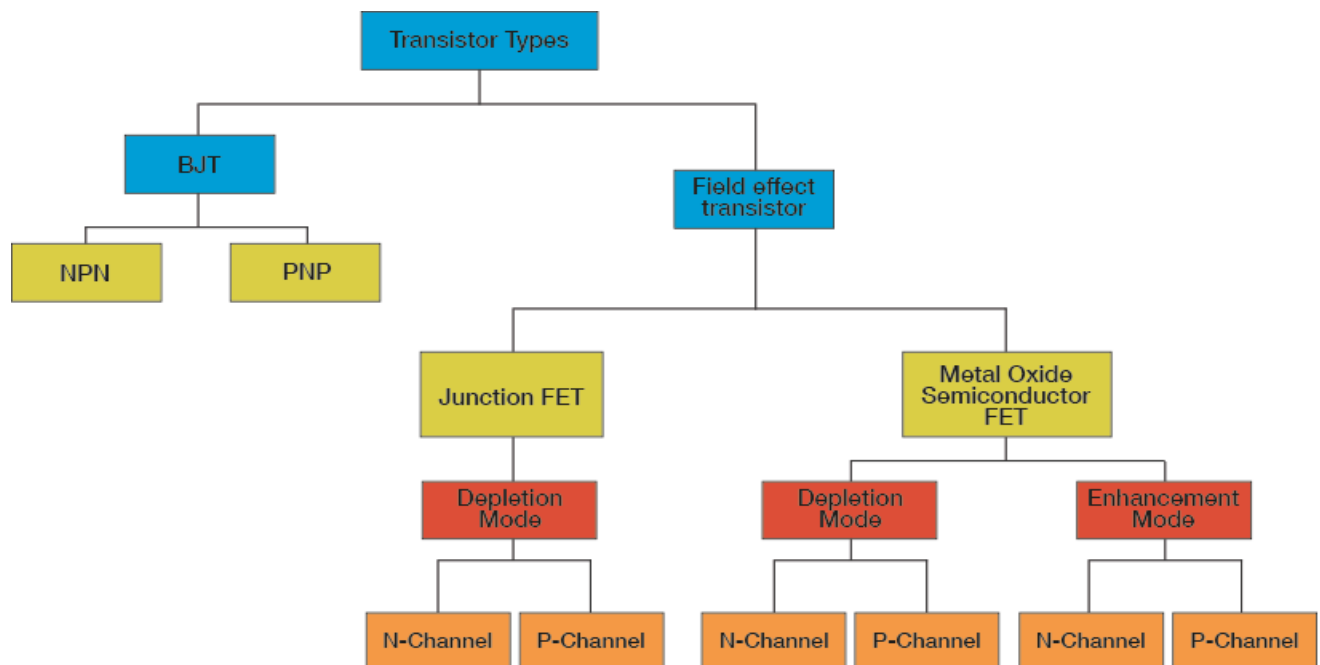 Transistor Types
BJT
Field effect
transistor
NPN
PNP
Junction FET
Metal Oxide
Semiconductor
FET
Depletion
Mode
Depletion
Mode
Enhancement
Mode
N-Channel
P-Channel
N-Channel
P-Channel
N-Channel
P-Channel